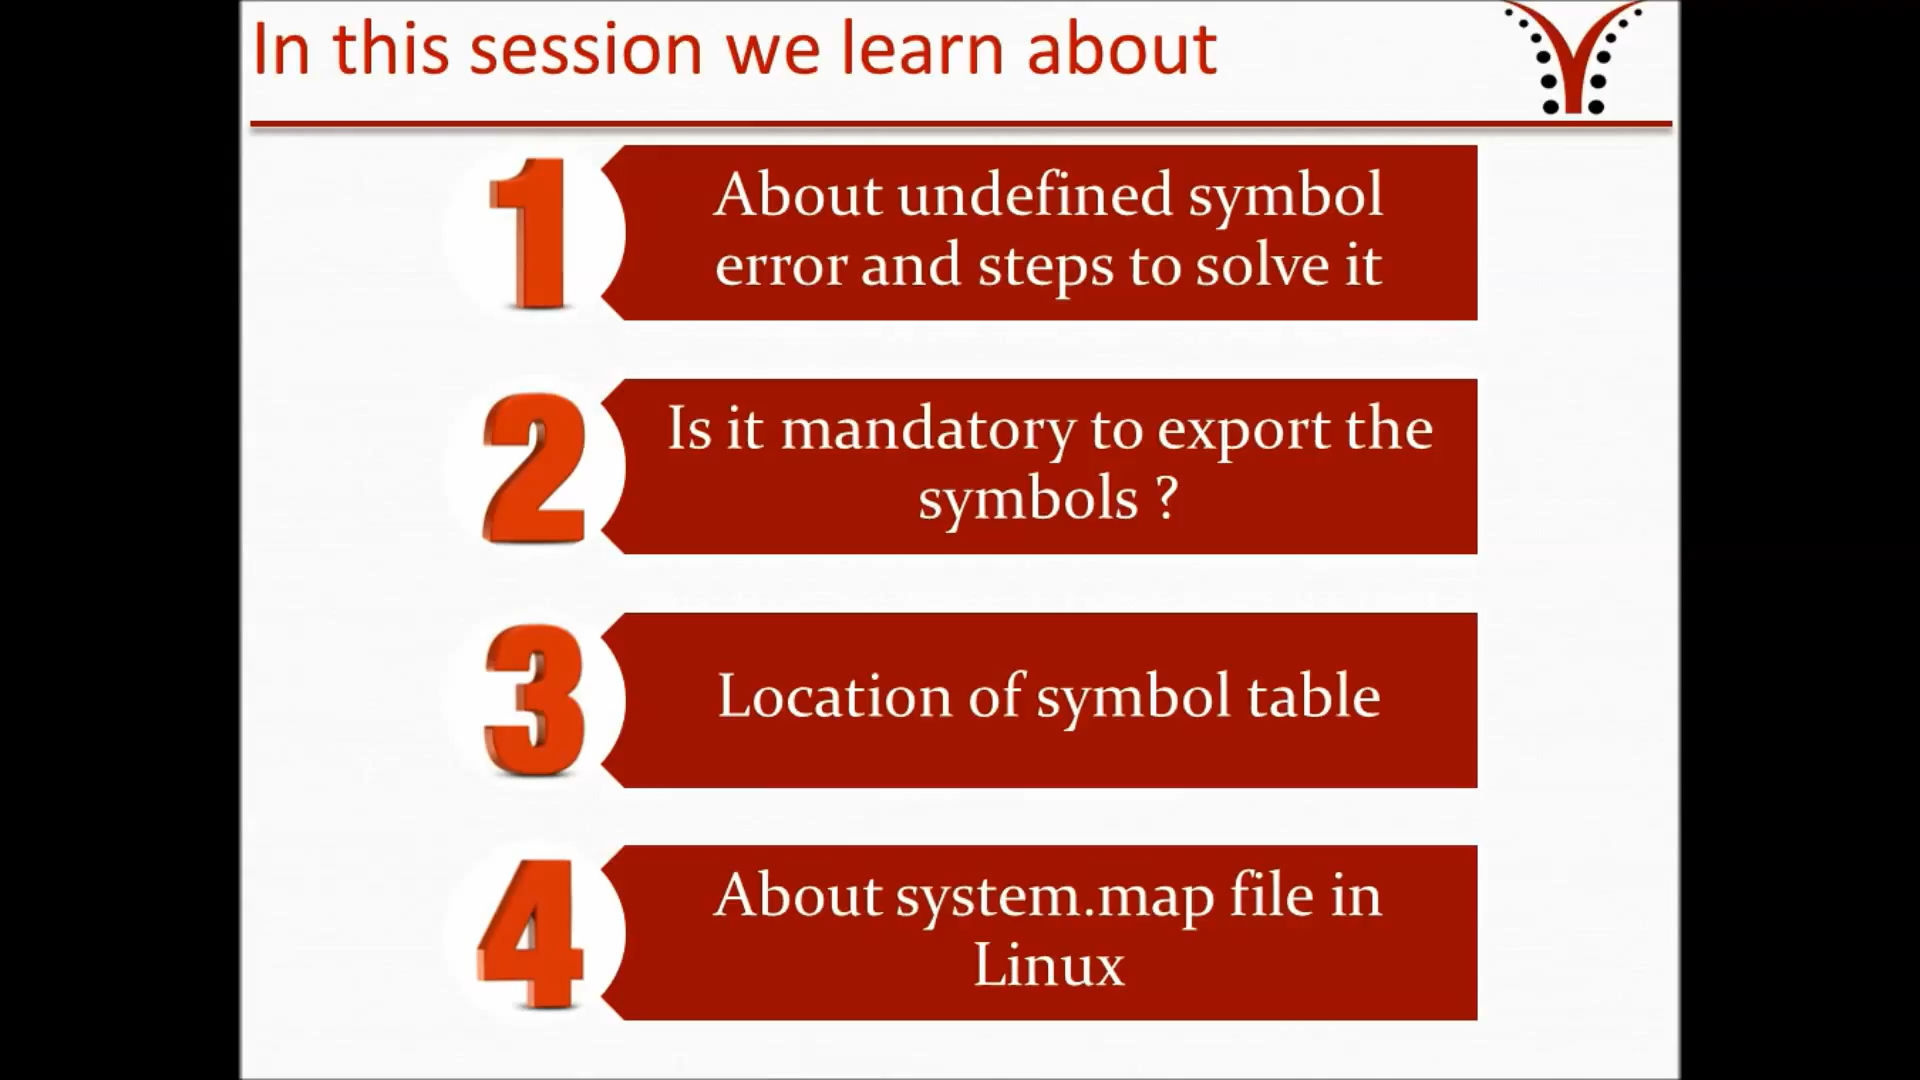 In this session we learn about
1
About undefined symbol
error and steps to solve it
2
Is it mandatory to export the
symbols ?
3
Location of symbol table
4
About system.map file in
Linux